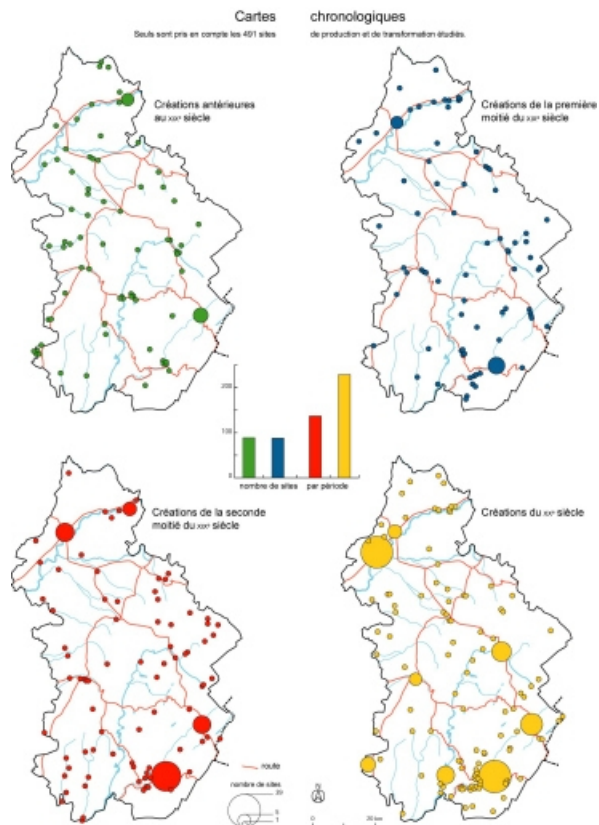 Cartes chronologiques
Seuls sont pris en compte les 491 sites de production et de transformation étudiés.
Créations antérieures
au XIXe siècle
Créations de la première
moitié du XIXe siècle
200
100
0
nombre de sites par période
Créations de la seconde
moitié du XIXe siècle
Créations du XXe siècle
route
nombre de sites
29
5
1
N
0 20 km